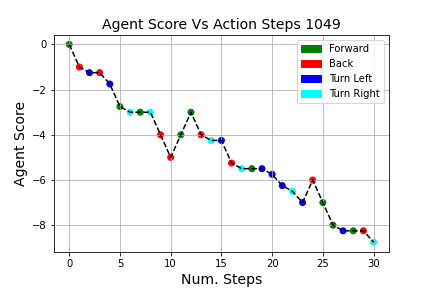 Agent Score Vs Action Steps 1049
Forward
Back
Turn Left
Turn Right
Agent Score
0
−2
−4
−6
−8
0 5 10 15 20 25 30
Num. Steps